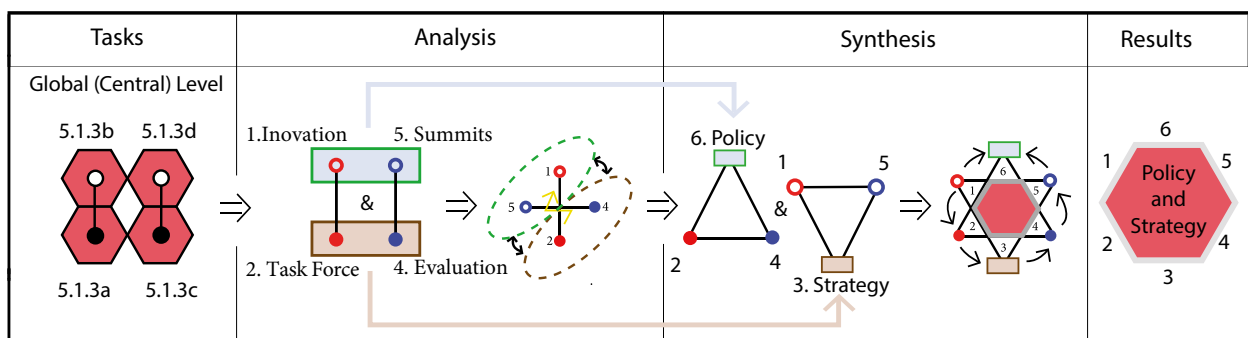 Tasks
Analysis
Synthesis
Results
Global (Central) Level
5.1.3b
5.1.3d
5.1.3a
5.1.3c
1.Inovation
5. Summits
&
2. Task Force
4. Evaluation
1
5
4
2
6. Policy
2
4
&
1
5
3. Strategy
6
1
5
2
4
3
6
1
5
Policy
and
Strategy
2
4
3